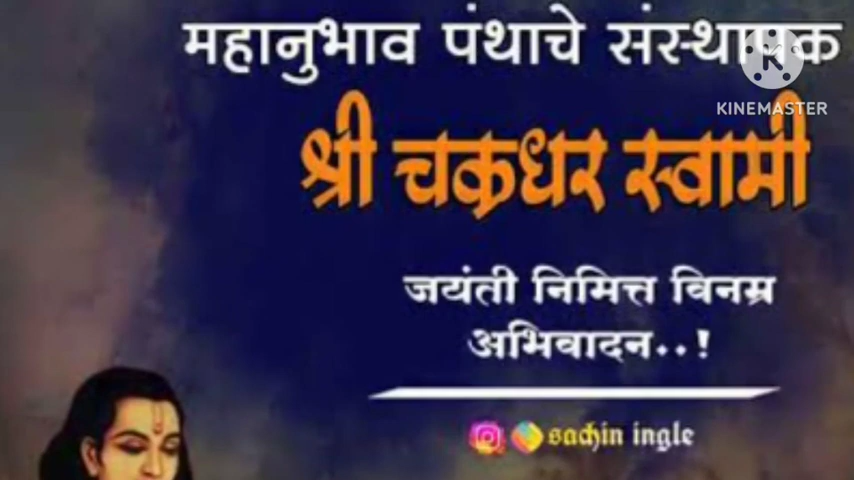 महानुभाव पंथाचे संस्थापक
KINEMASTER
श्री चक्रधर स्वामी
जयंती निमित्त विनम्र
अभिवादन..!
sachin ingle